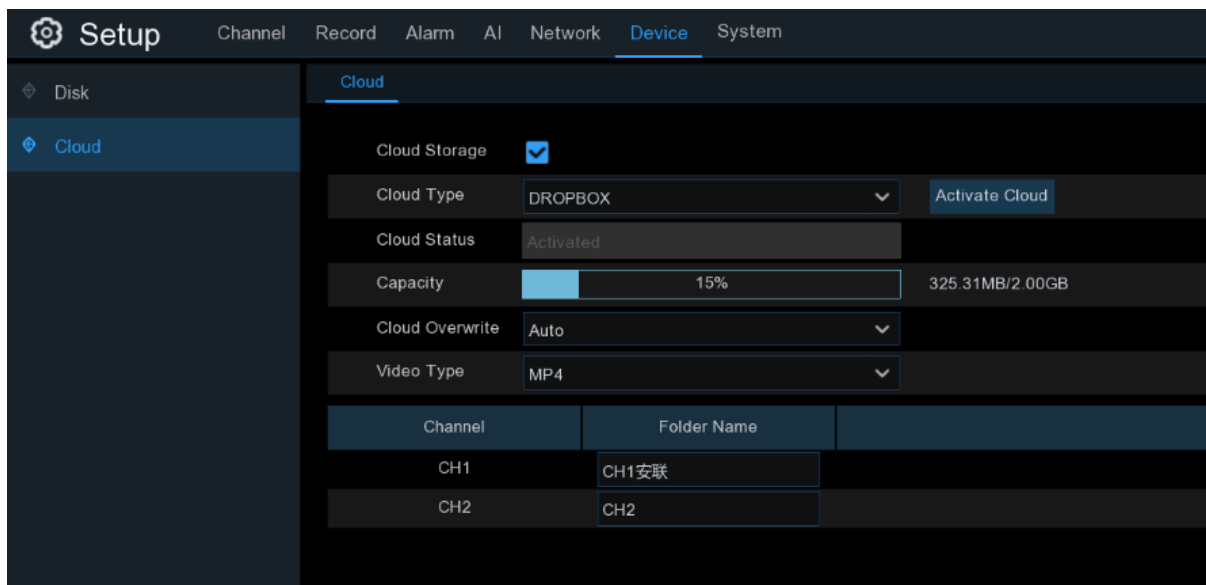 Setup Channel Record Alarm AI Network Device System
Disk
Cloud
Cloud
Cloud Storage
Cloud Type DROPBOX Activate Cloud
Cloud Status Activated
Capacity 15% 325.31MB/2.00GB
Cloud Overwrite Auto
Video Type MP4
Channel Folder Name
CH1 CH1安联
CH2 CH2